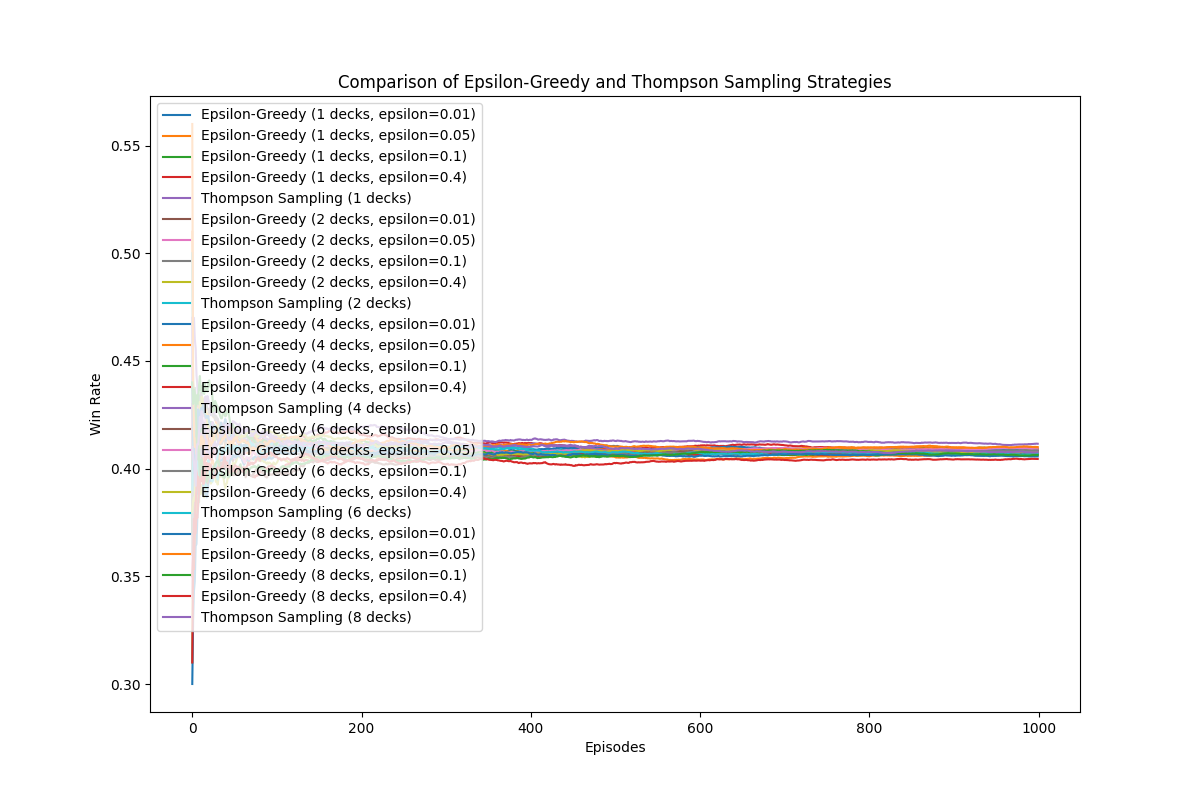 Comparison of Epsilon-Greedy and Thompson Sampling Strategies
Epsilon-Greedy (1 decks, epsilon=0.01)
Epsilon-Greedy (1 decks, epsilon=0.05)
Epsilon-Greedy (1 decks, epsilon=0.1)
Epsilon-Greedy (1 decks, epsilon=0.4)
Thompson Sampling (1 decks)
Epsilon-Greedy (2 decks, epsilon=0.01)
Epsilon-Greedy (2 decks, epsilon=0.05)
Epsilon-Greedy (2 decks, epsilon=0.1)
Epsilon-Greedy (2 decks, epsilon=0.4)
Thompson Sampling (2 decks)
Epsilon-Greedy (4 decks, epsilon=0.01)
Epsilon-Greedy (4 decks, epsilon=0.05)
Epsilon-Greedy (4 decks, epsilon=0.1)
Epsilon-Greedy (4 decks, epsilon=0.4)
Thompson Sampling (4 decks)
Epsilon-Greedy (6 decks, epsilon=0.01)
Epsilon-Greedy (6 decks, epsilon=0.05)
Epsilon-Greedy (6 decks, epsilon=0.1)
Epsilon-Greedy (6 decks, epsilon=0.4)
Thompson Sampling (6 decks)
Epsilon-Greedy (8 decks, epsilon=0.01)
Epsilon-Greedy (8 decks, epsilon=0.05)
Epsilon-Greedy (8 decks, epsilon=0.1)
Epsilon-Greedy (8 decks, epsilon=0.4)
Thompson Sampling (8 decks)
Win Rate
0.55
0.50
0.45
0.40
0.35
0.30
0 200 400 600 800 1000
Episodes